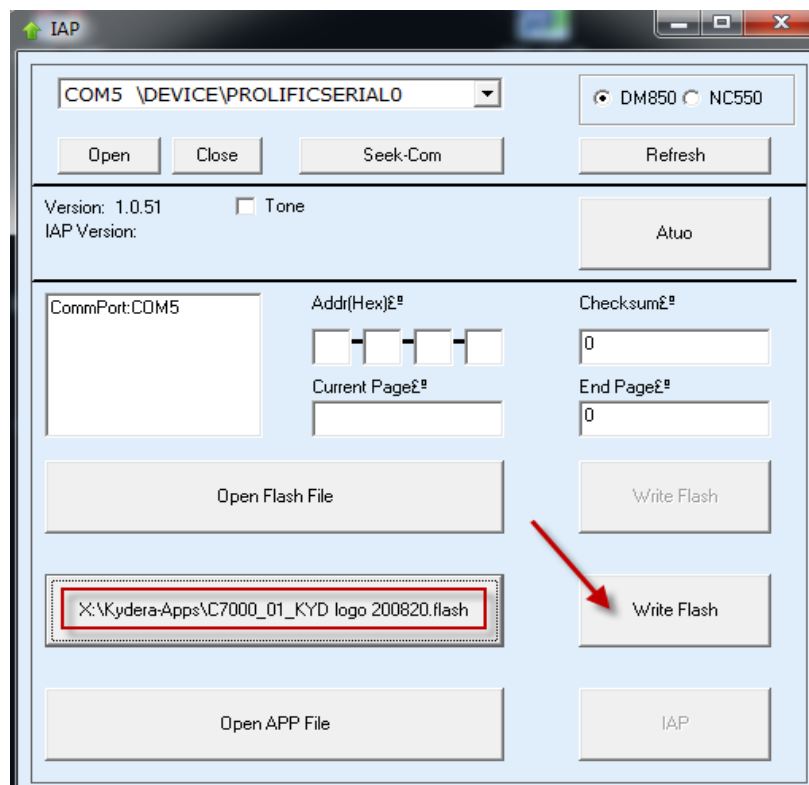 IAP
COM5 \DEVICE\PROLIFICSERIAL0
DM850 NC550
Open Close Seek-Com Refresh
Version: 1.0.51 Tone
IAP Version:
Atuo
CommPort:COM5
Addr(Hex)£º Checksum£º
0
Current Page£º End Page£º
0
Open Flash File Write Flash
X:\Kydera-Apps\C7000_01_KYD logo 200820.flash Write Flash
Open APP File IAP